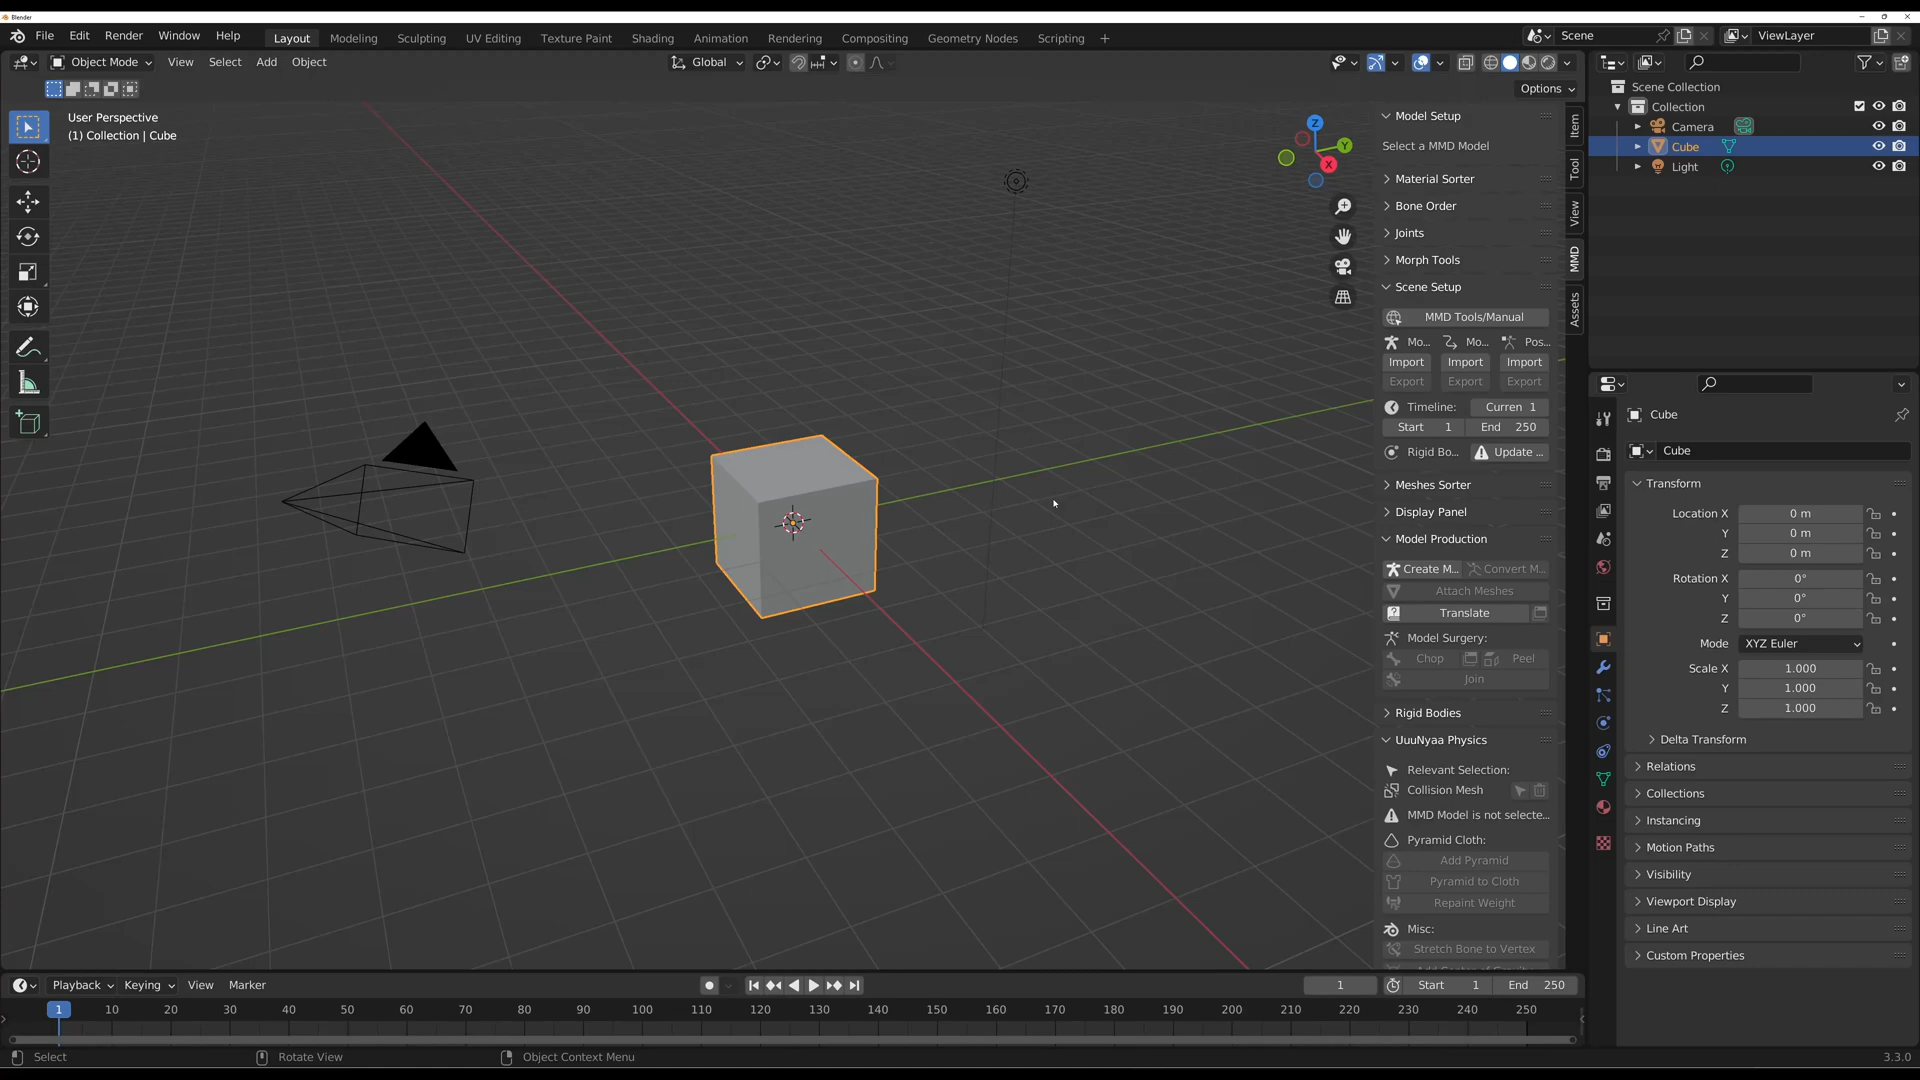 Blender
File Edit Render Window Help Layout Modeling Sculpting UV Editing Texture Paint Shading Animation Rendering Compositing Geometry Nodes Scripting + Scene ViewLayer
Object Mode View Select Add Object Global
Options
User Perspective
(1) Collection | Cube
Z
Y
X
Model Setup
Select a MMD Model
Material Sorter
Bone Order
Joints
Morph Tools
Scene Setup
MMD Tools/Manual
Mo... Mo... Pos...
Import Import Import
Export Export Export
Timeline: Curren 1
Start 1 End 250
Rigid Bo... Update ...
Meshes Sorter
Display Panel
Model Production
Create M... Convert M...
Attach Meshes
Translate
Model Surgery:
Chop Peel
Join
Rigid Bodies
UuuNyaa Physics
Relevant Selection:
Collision Mesh
MMD Model is not selecte...
Pyramid Cloth:
Add Pyramid
Pyramid to Cloth
Repaint Weight
Misc:
Stretch Bone to Vertex
Item
Tool
View
MMD
Assets
Scene Collection
Collection
Camera
Cube
Light
Cube
Cube
Transform
Location X 0 m
Y 0 m
Z 0 m
Rotation X 0°
Y 0°
Z 0°
Mode XYZ Euler
Scale X 1.000
Y 1.000
Z 1.000
Delta Transform
Relations
Collections
Instancing
Motion Paths
Visibility
Viewport Display
Line Art
Custom Properties
Playback Keying View Marker 1 Start 1 End 250
1 10 20 30 40 50 60 70 80 90 100 110 120 130 140 150 160 170 180 190 200 210 220 230 240 250
Select Rotate View Object Context Menu 3.3.0